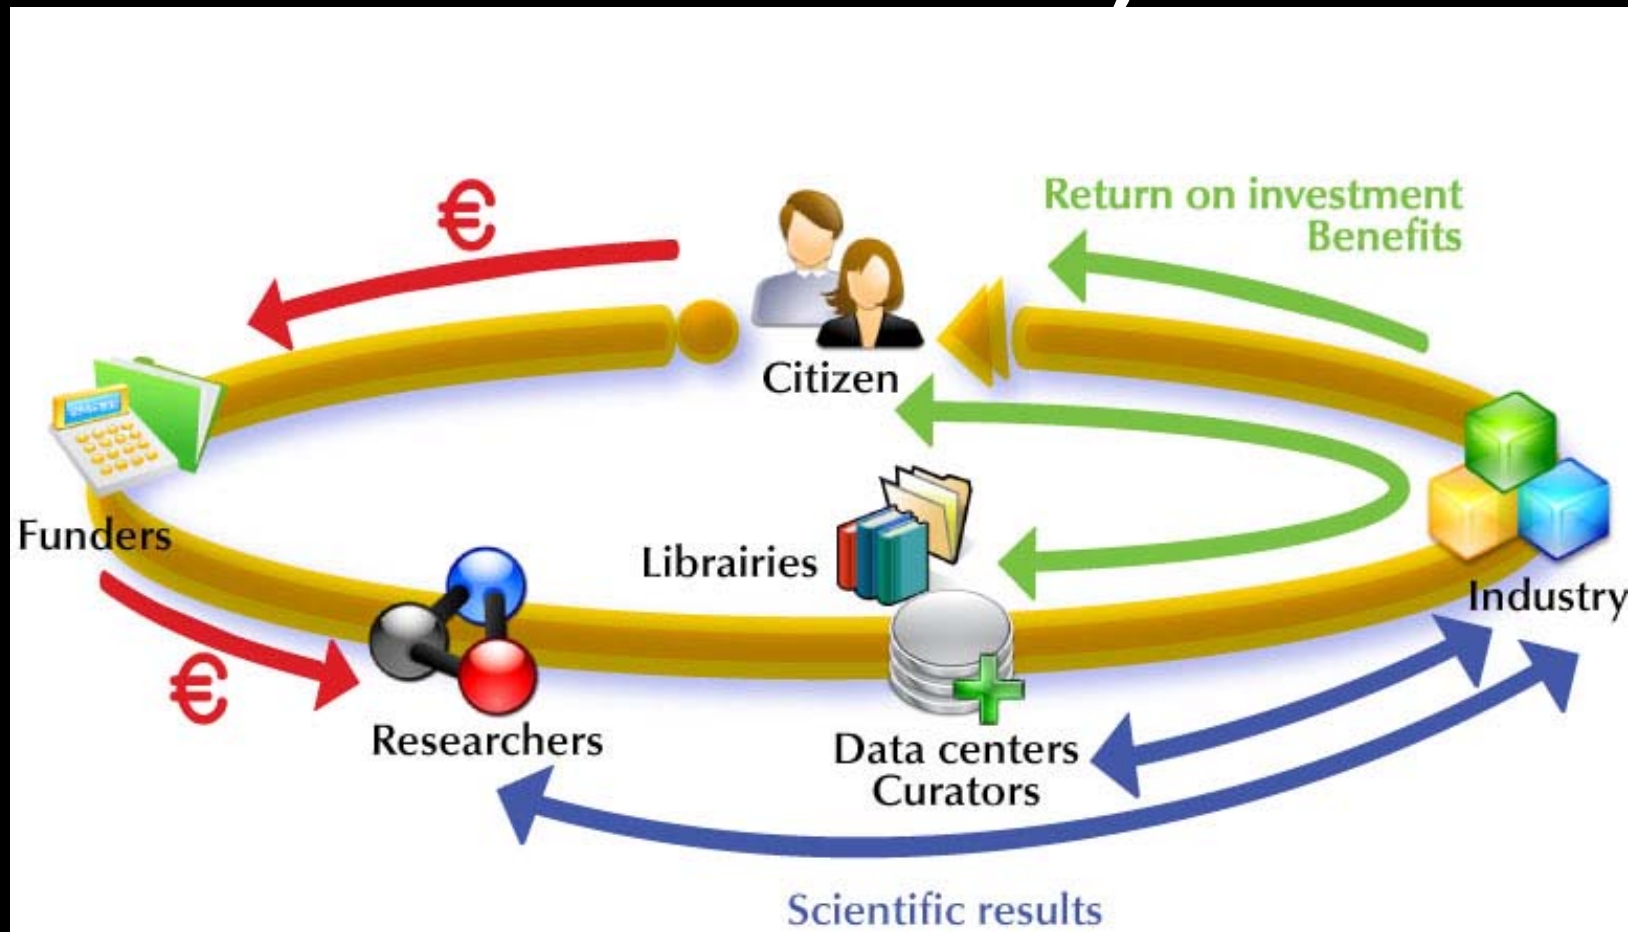 €
Return on investment
Benefits
Citizen
Funders
Librairies
Industry
€
Researchers
Data centers
Curators
Scientific results